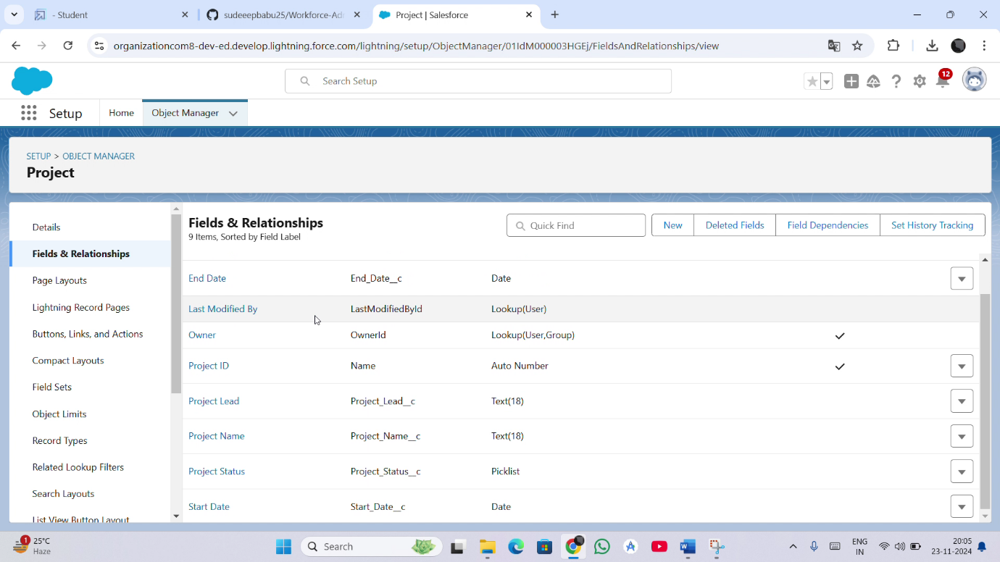 - Student
sudeeepbabu25/Workforce-Ad
Project | Salesforce
organizationcom8-dev-ed.develop.lightning.force.com/lightning/setup/ObjectManager/01IdM000003HGEj/FieldsAndRelationships/view
Search Setup
12
Setup
Home
Object Manager
SETUP > OBJECT MANAGER
Project
Details
Fields & Relationships
Page Layouts
Lightning Record Pages
Buttons, Links, and Actions
Compact Layouts
Field Sets
Object Limits
Record Types
Related Lookup Filters
Search Layouts
List View Button Layout
Fields & Relationships
9 Items, Sorted by Field Label
Quick Find
New
Deleted Fields
Field Dependencies
Set History Tracking
End Date End_Date__c Date
Last Modified By LastModifiedById Lookup(User)
Owner OwnerId Lookup(User,Group)
Project ID Name Auto Number
Project Lead Project_Lead__c Text(18)
Project Name Project_Name__c Text(18)
Project Status Project_Status__c Picklist
Start Date Start_Date__c Date
1
25°C
Haze
Search
ENG
IN
20:05
23-11-2024